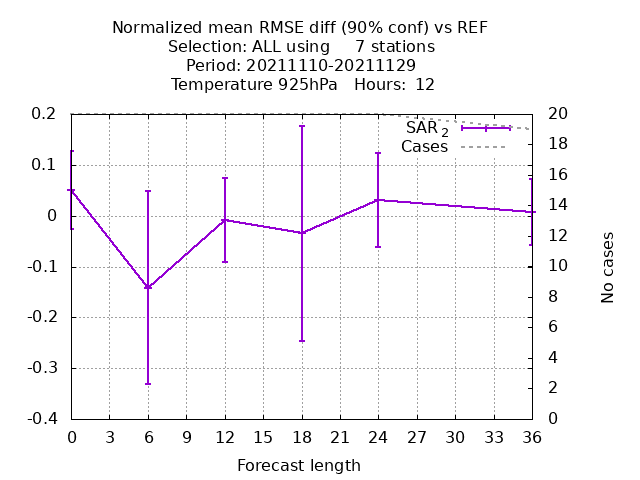 Normalized mean RMSE diff (90% conf) vs REF
Selection: ALL using 7 stations
Period: 20211110-20211129
Temperature 925hPa Hours: 12
SAR 2
Cases
0.2
0.1
0
-0.1
-0.2
-0.3
-0.4
20
18
16
14
12
10
8
6
4
2
0
No cases
0 3 6 9 12 15 18 21 24 27 30 33 36
Forecast length